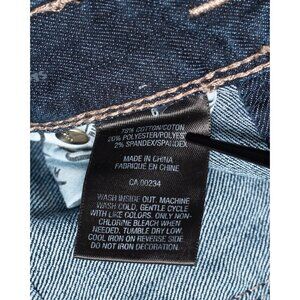 78% COTTON/COTON
20% POLYESTER/POLYES
2% SPANDEX/SPANDEX
MADE IN CHINA
FABRIQUÉ EN CHINE
CA 00234
WASH INSIDE OUT. MACHINE
WASH COLD, GENTLE CYCLE
WITH LIKE COLORS. ONLY NON-
CHLORINE BLEACH WHEN
NEEDED. TUMBLE DRY LOW.
COOL IRON ON REVERSE SIDE
DO NOT IRON DECORATION.